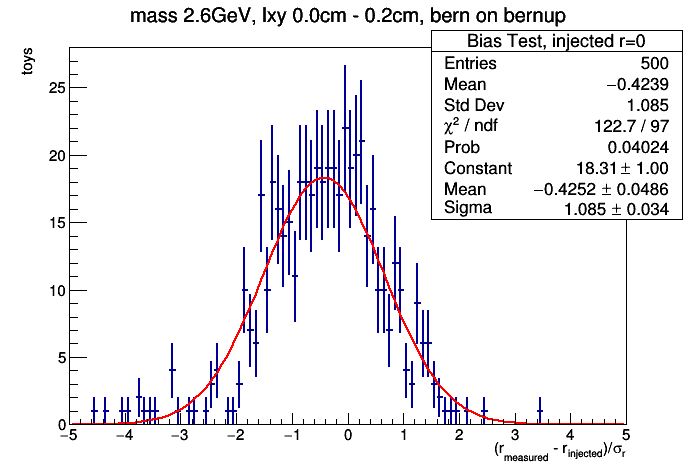 mass 2.6GeV, lxy 0.0cm - 0.2cm, bern on bernup
Bias Test, injected r=0
Entries 500
Mean −0.4239
Std Dev 1.085
χ² / ndf 122.7 / 97
Prob 0.04024
Constant 18.31 ± 1.00
Mean −0.4252 ± 0.0486
Sigma 1.085 ± 0.034
toys
25
20
15
10
5
0
−5 −4 −3 −2 −1 0 1 2 3 4 5
(r_measured - r_injected)/σ_r